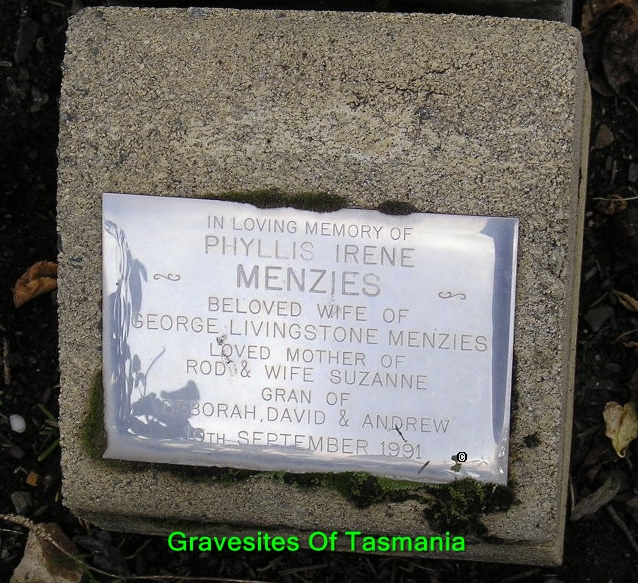 IN LOVING MEMORY OF
PHYLLIS IRENE
MENZIES
BELOVED WIFE OF
GEORGE LIVINGSTONE MENZIES
LOVED MOTHER OF
ROD & WIFE SUZANNE
GRAN OF
DEBORAH, DAVID & ANDREW
SEPTEMBER 1991
©
Gravesites Of Tasmania